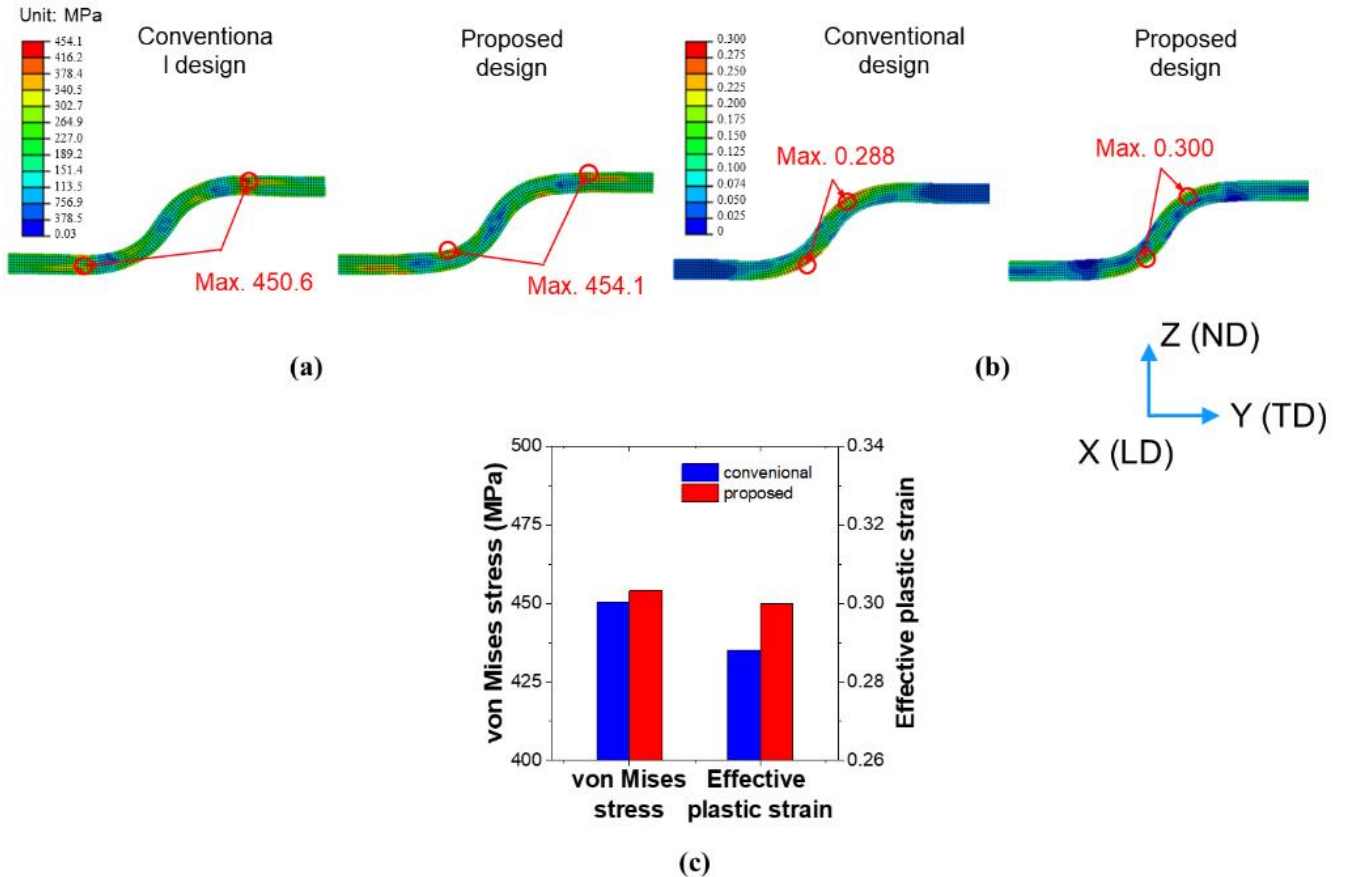 Unit: MPa
454.1
416.2
378.4
340.5
302.7
264.9
227.0
189.2
151.4
113.5
756.9
378.5
0.03
Conventiona
l design
Max. 450.6
Proposed
design
Max. 454.1
(a)
0.300
0.275
0.250
0.225
0.200
0.175
0.150
0.125
0.100
0.074
0.050
0.025
0
Conventional
design
Max. 0.288
Proposed
design
Max. 0.300
(b)
Z (ND)
Y (TD)
X (LD)
von Mises stress (MPa)
500
475
450
425
400
convenional
proposed
0.34
0.32
0.30
0.28
0.26
Effective plastic strain
von Mises
stress
Effective
plastic strain
(c)